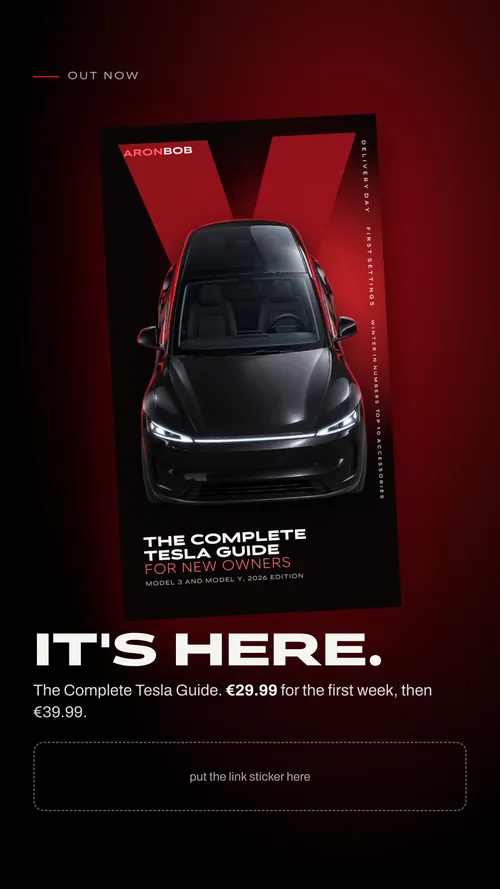 OUT NOW
ARONBOB
DELIVERY DAY
FIRST SETTINGS
WINTER IN NUMBERS
TOP 10 ACCESSORIES
THE COMPLETE
TESLA GUIDE
FOR NEW OWNERS
MODEL 3 AND MODEL Y, 2026 EDITION
IT'S HERE.
The Complete Tesla Guide. €29.99 for the first week, then
€39.99.
put the link sticker here